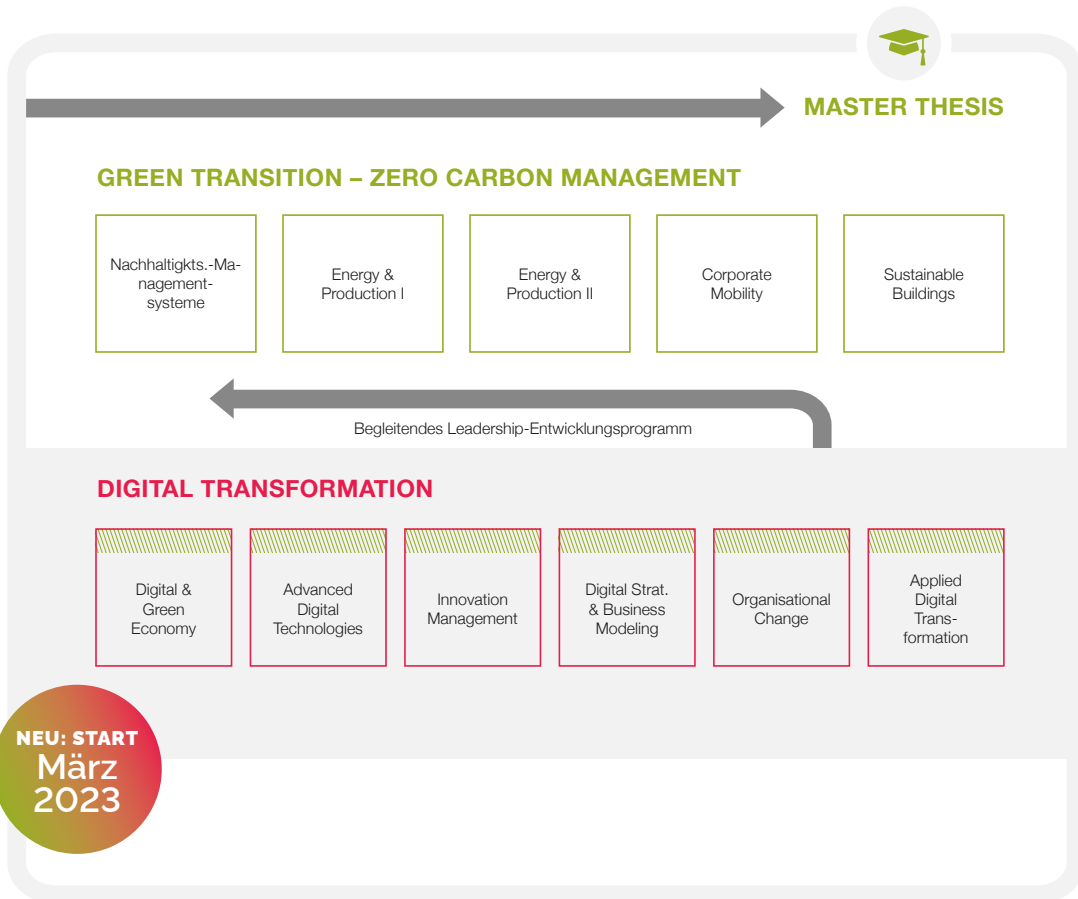 MASTER THESIS
GREEN TRANSITION – ZERO CARBON MANAGEMENT
Nachhaltigkts.-Ma-
nagement-
systeme
Energy &
Production I
Energy &
Production II
Corporate
Mobility
Sustainable
Buildings
Begleitendes Leadership-Entwicklungsprogramm
DIGITAL TRANSFORMATION
Digital &
Green
Economy
Advanced
Digital
Technologies
Innovation
Management
Digital Strat.
& Business
Modeling
Organisational
Change
Applied
Digital
Trans-
formation
NEU: START
März
2023